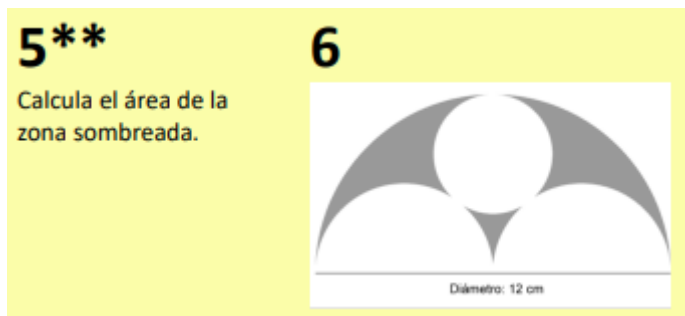 5**
Calcula el área de la
zona sombreada.
6
Diámetro: 12 cm